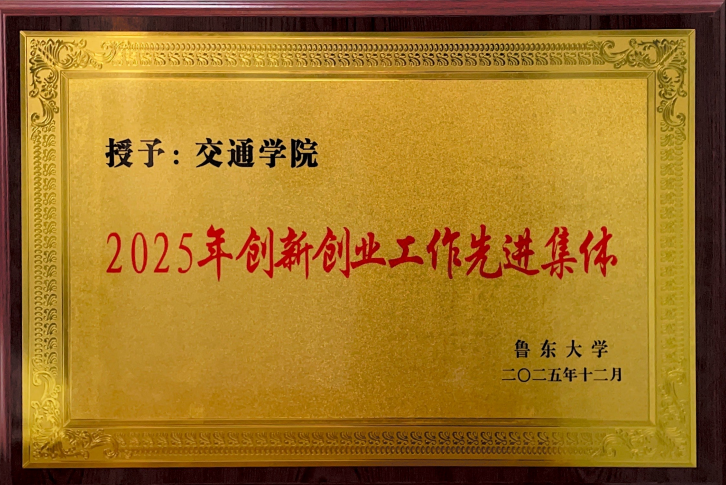 授予：交通学院
2025年创新创业工作先进集体
鲁东大学
二〇二五年十二月